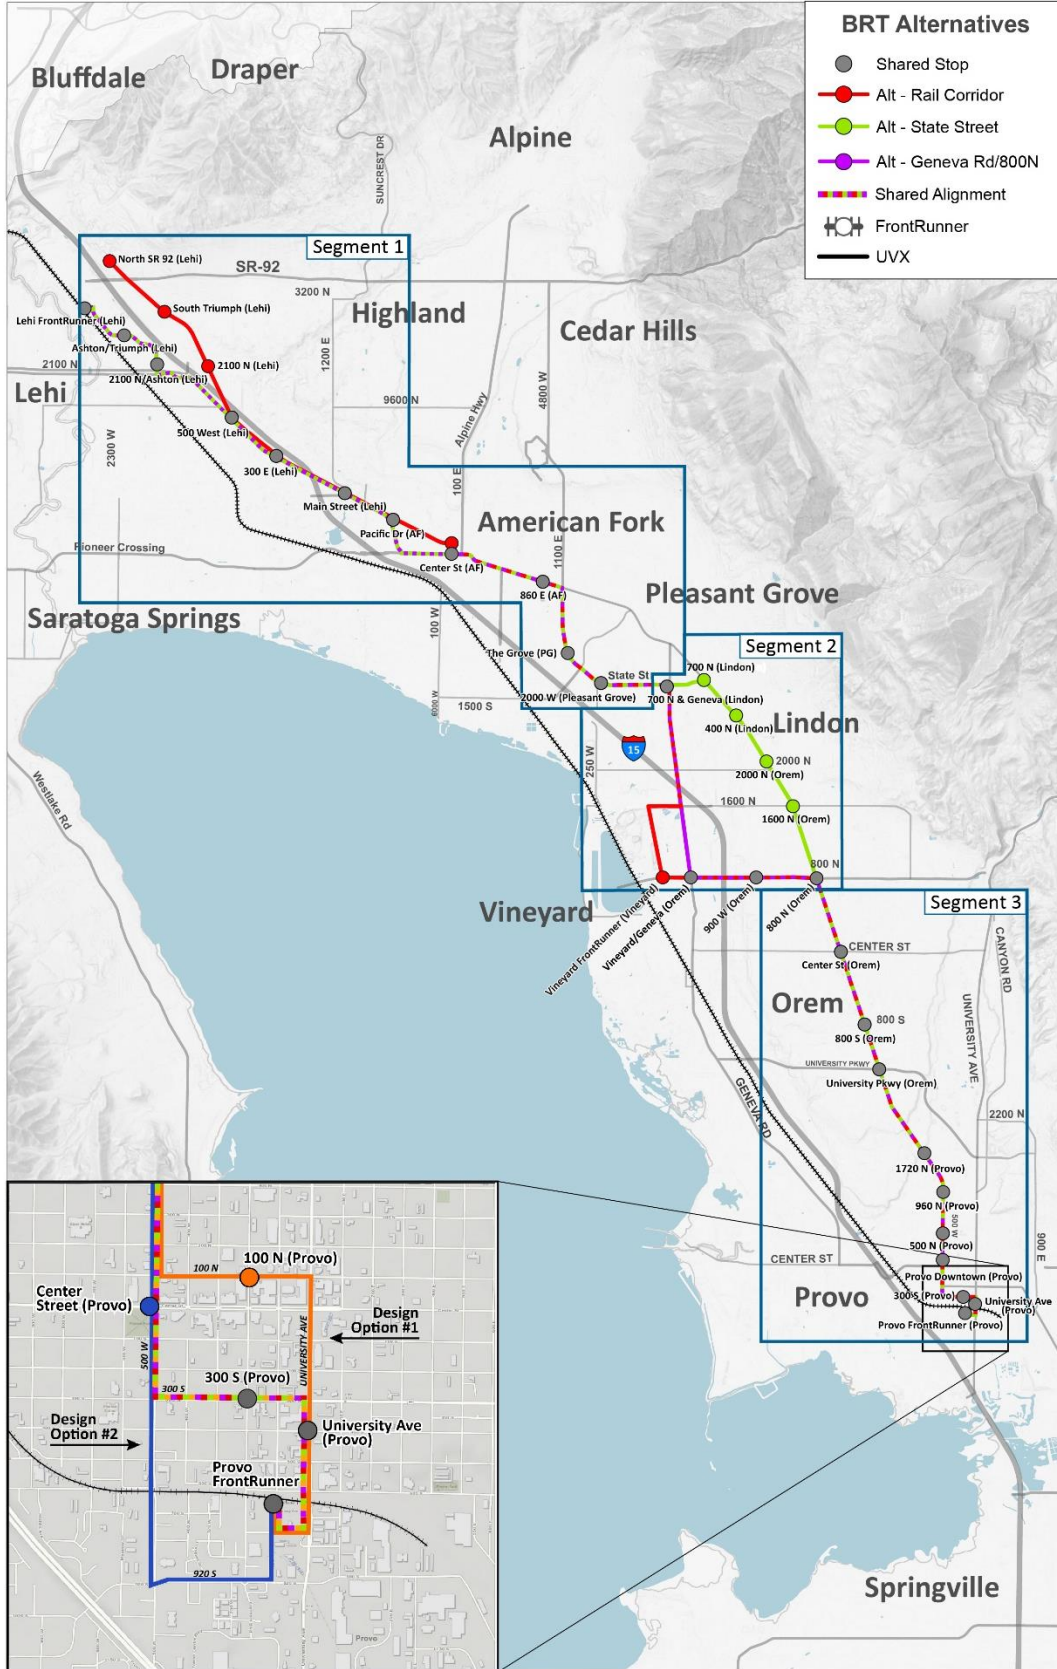 BRT Alternatives
Shared Stop
Alt - Rail Corridor
Alt - State Street
Alt - Geneva Rd/800N
Shared Alignment
FrontRunner
UVX
Bluffdale
Draper
Alpine
SUNCREST DR
Segment 1
North SR 92 (Lehi)
SR-92
3200 N
South Triumph (Lehi)
Highland
Lehi FrontRunner (Lehi)
Cedar Hills
Ashton/Triumph (Lehi)
1200 E
2100 N
2100 N (Lehi)
2100 N/Ashton (Lehi)
4800 W
Lehi
9600 N
Alpine Hwy
500 West (Lehi)
2300 W
300 E (Lehi)
100 E
Main Street (Lehi)
American Fork
Pacific Dr (AF)
Pioneer Crossing
Center St (AF)
1100 E
860 E (AF)
Pleasant Grove
Saratoga Springs
100 W
Segment 2
The Grove (PG)
700 N (Lindon)
State St
2000 W (Pleasant Grove)
700 N & Geneva (Lindon)
6000 W
1500 S
400 N (Lindon)
Lindon
15
250 W
2000 N
2000 N (Orem)
Westlake Rd
1600 N
1600 N (Orem)
800 N
Vineyard
Vineyard FrontRunner (Vineyard)
Vineyard/Geneva (Orem)
900 W (Orem)
800 N (Orem)
Segment 3
CENTER ST
Center St (Orem)
CANYON RD
Orem
UNIVERSITY AVE
800 S
800 S (Orem)
UNIVERSITY PKWY
University Pkwy (Orem)
GENEVA RD
2200 N
1720 N (Provo)
960 N (Provo)
500 W
500 N (Provo)
900 E
CENTER ST
Provo Downtown (Provo)
Provo
300 S (Provo)
University Ave
(Provo)
Provo FrontRunner (Provo)
Springville
100 N (Provo)
100 N
Center
Street (Provo)
Design
Option #1
UNIVERSITY AVE
500 W
300 S (Provo)
300 S
Design
Option #2
University Ave
(Provo)
Provo
FrontRunner
920 S
Provo